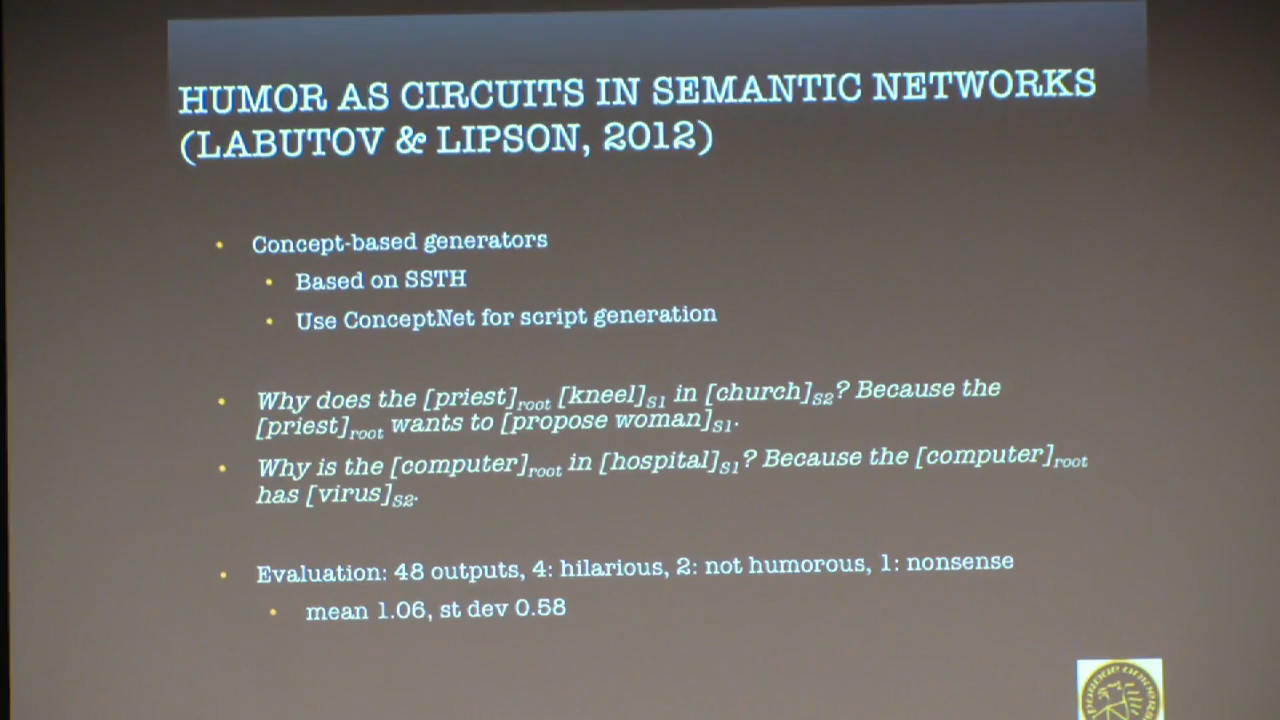 HUMOR AS CIRCUITS IN SEMANTIC NETWORKS
(LABUTOV & LIPSON, 2012)
• Concept-based generators
• Based on SSTH
• Use ConceptNet for script generation
• Why does the [priest]root [kneel]S1 in [church]S2? Because the
[priest]root wants to [propose woman]S1.
• Why is the [computer]root in [hospital]S1? Because the [computer]root
has [virus]S2.
• Evaluation: 48 outputs, 4: hilarious, 2: not humorous, 1: nonsense
• mean 1.06, st dev 0.58